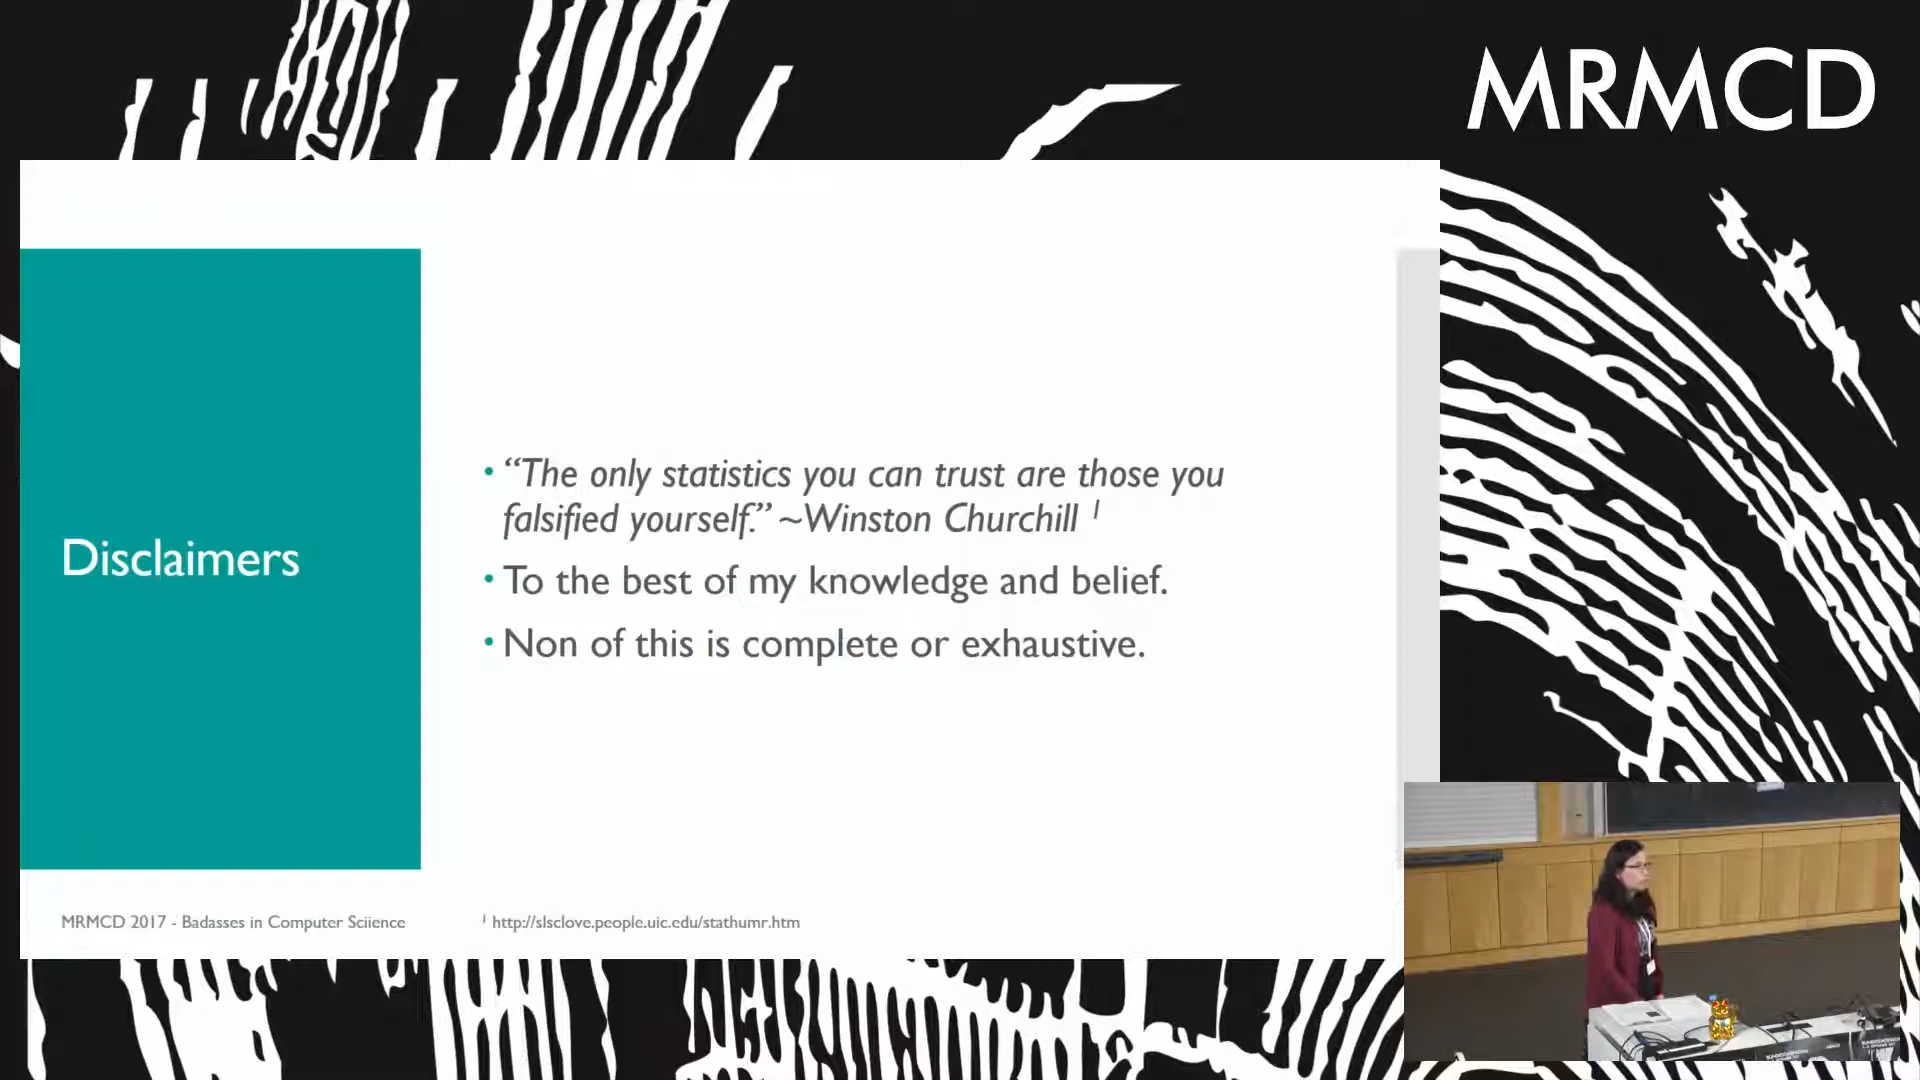 MRMCD
Disclaimers
• “The only statistics you can trust are those you
falsified yourself.” ~Winston Churchill ¹
• To the best of my knowledge and belief.
• Non of this is complete or exhaustive.
MRMCD 2017 - Badasses in Computer Sciience
¹ http://slsclove.people.uic.edu/stathumr.htm